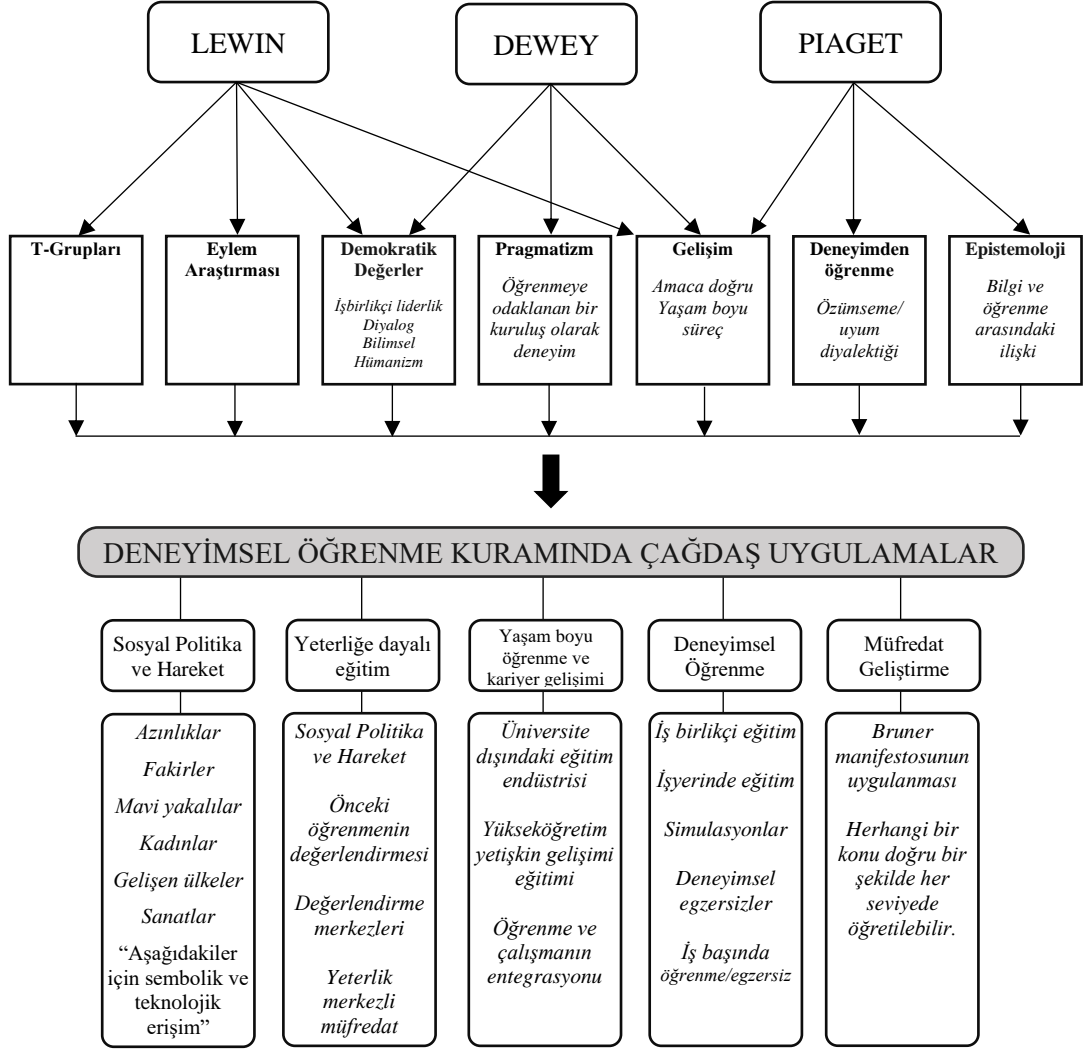 LEWIN
DEWEY
PIAGET
T-Grupları
Eylem
Araştırması
Demokratik
Değerler
İşbirlikçi liderlik
Diyalog
Bilimsel
Hümanizm
Pragmatizm
Öğrenmeye
odaklanan bir
kuruluş olarak
deneyim
Gelişim
Amaca doğru
Yaşam boyu
süreç
Deneyimden
öğrenme
Özümseme/
uyum
diyalektiği
Epistemoloji
Bilgi ve
öğrenme
arasındaki
ilişki
DENEYİMSEL ÖĞRENME KURAMINDA ÇAĞDAŞ UYGULAMALAR
Sosyal Politika
ve Hareket
Azınlıklar
Fakirler
Mavi yakalılar
Kadınlar
Gelişen ülkeler
Sanatlar
“Aşağıdakiler
için sembolik ve
teknolojik
erişim”
Yeterliğe dayalı
eğitim
Sosyal Politika
ve Hareket
Önceki
öğrenmenin
değerlendirmesi
Değerlendirme
merkezleri
Yeterlik
merkezli
müfredat
Yaşam boyu
öğrenme ve
kariyer gelişimi
Üniversite
dışındaki eğitim
endüstrisi
Yükseköğretim
yetişkin gelişimi
eğitimi
Öğrenme ve
çalışmanın
entegrasyonu
Deneyimsel
Öğrenme
İş birlikçi eğitim
İşyerinde eğitim
Simulasyonlar
Deneyimsel
egzersizler
İş başında
öğrenme/egzersiz
Müfredat
Geliştirme
Bruner
manifestosunun
uygulanması
Herhangi bir
konu doğru bir
şekilde her
seviyede
öğretilebilir.